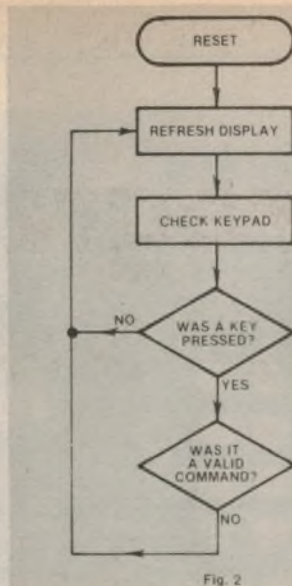 RESET
REFRESH DISPLAY
CHECK KEYPAD
WAS A KEY
PRESSED?
NO
YES
WAS IT
A VALID
COMMAND?
NO
Fig. 2